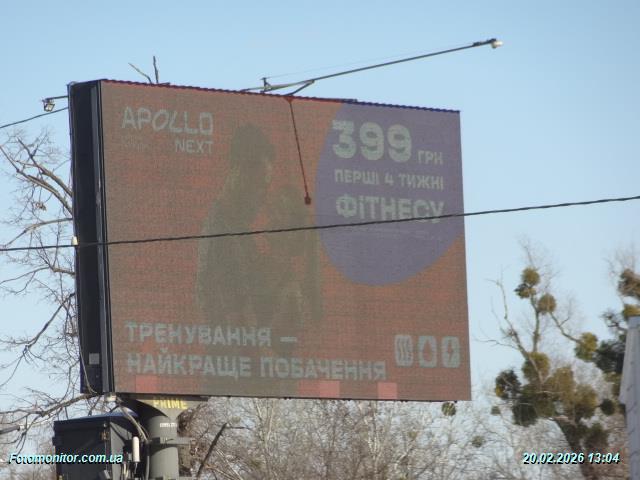 APOLLO
NEXT
399 ГРН
ПЕРШІ 4 ТИЖНІ
ФІТНЕСУ
ТРЕНУВАННЯ –
НАЙКРАЩЕ ПОБАЧЕННЯ
PRIME
Fotomonitor.com.ua
20.02.2026 13:04